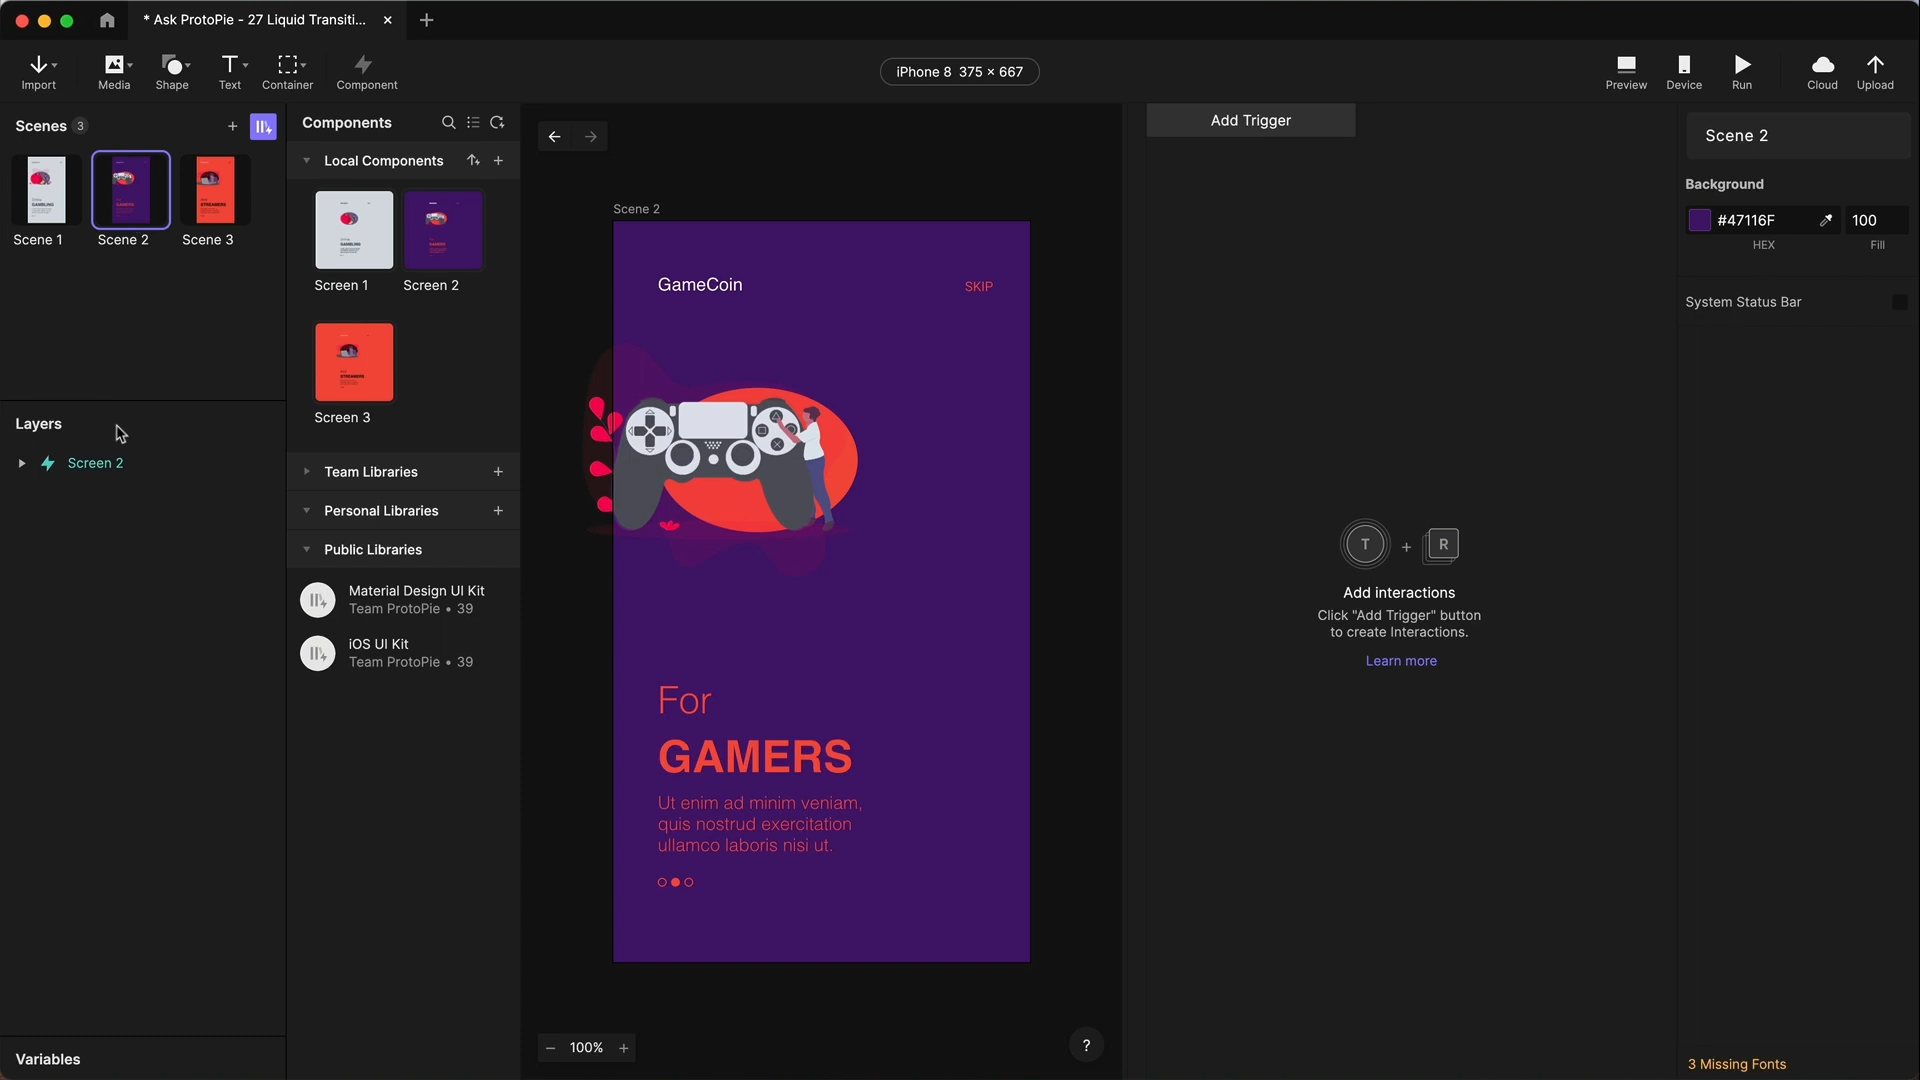 * Ask ProtoPie - 27 Liquid Transiti...
Import
Media
Shape
Text
Container
Component
iPhone 8 375 × 667
Preview
Device
Run
Cloud
Upload
Scenes 3
Scene 1
Scene 2
Scene 3
Layers
Screen 2
Variables
Components
Local Components
Screen 1
Screen 2
Screen 3
Team Libraries
Personal Libraries
Public Libraries
Material Design UI Kit
Team ProtoPie • 39
iOS UI Kit
Team ProtoPie • 39
Scene 2
GameCoin
SKIP
For
GAMERS
Ut enim ad minim veniam,
quis nostrud exercitation
ullamco laboris nisi ut.
100%
?
Add Trigger
T + R
Add interactions
Click "Add Trigger" button
to create Interactions.
Learn more
Scene 2
Background
#47116F
100
HEX
Fill
System Status Bar
3 Missing Fonts